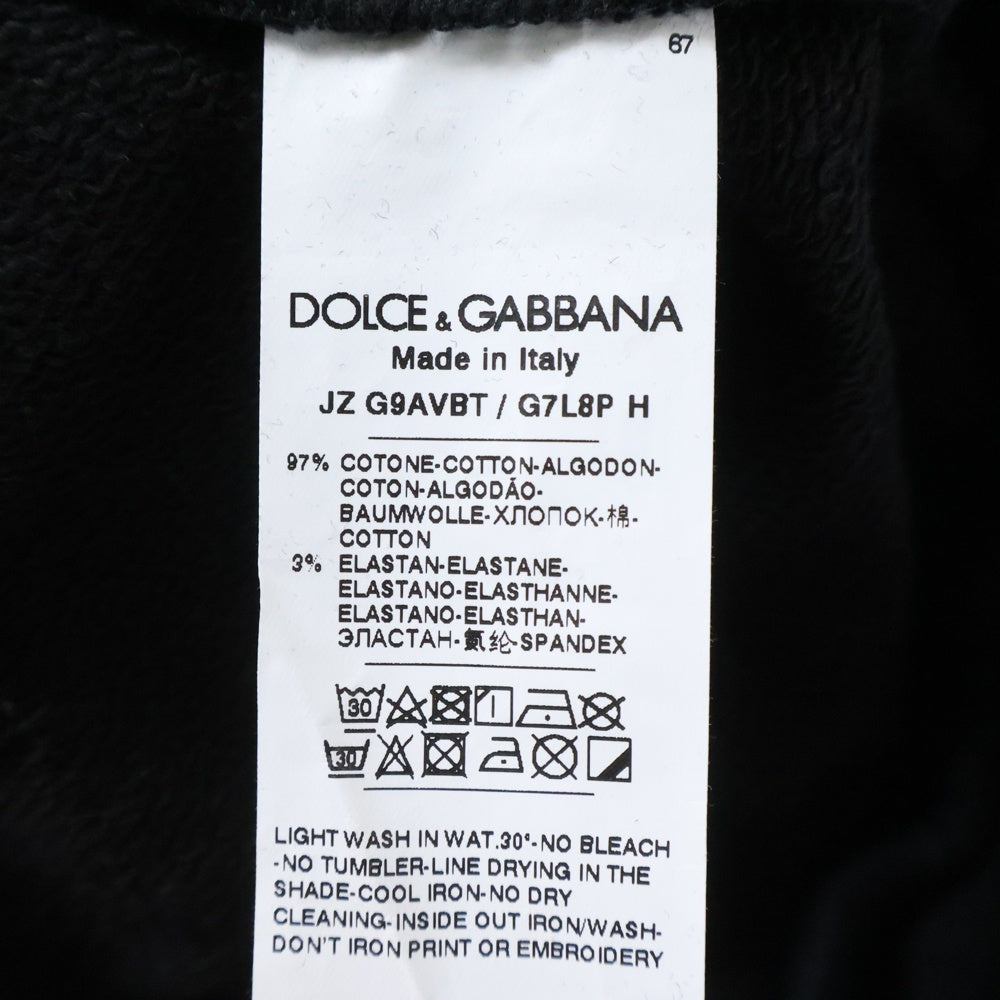 67
DOLCE & GABBANA
Made in Italy
JZ G9AVBT / G7L8P H
97% COTONE-COTTON-ALGODON-
COTON-ALGODÃO-
BAUMWOLLE-ХЛОПОК-棉-
COTTON
3% ELASTAN-ELASTANE-
ELASTANO-ELASTHANNE-
ELASTANO-ELASTHAN-
ЭЛАСТАН-氨纶-SPANDEX
30
30
LIGHT WASH IN WAT.30°-NO BLEACH
-NO TUMBLER-LINE DRYING IN THE
SHADE-COOL IRON-NO DRY
CLEANING-INSIDE OUT IRON/WASH-
DON'T IRON PRINT OR EMBROIDERY